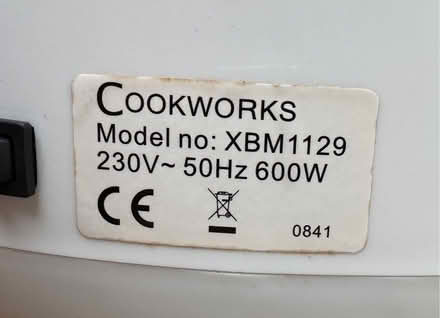 COOKWORKS
Model no: XBM1129
230V~ 50Hz 600W
CE
0841